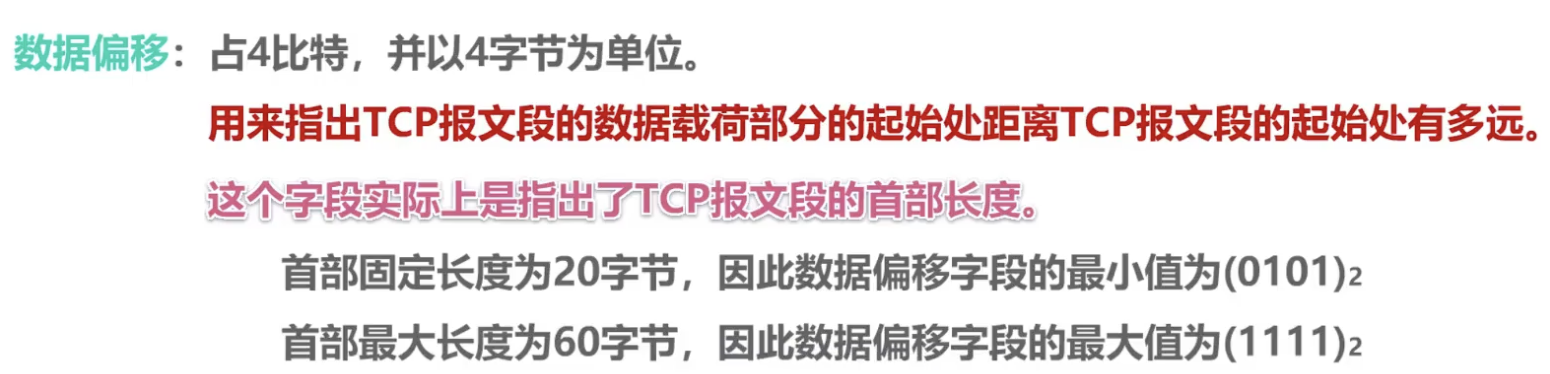 数据偏移：占4比特，并以4字节为单位。
用来指出TCP报文段的数据载荷部分的起始处距离TCP报文段的起始处有多远。
这个字段实际上是指出了TCP报文段的首部长度。
首部固定长度为20字节，因此数据偏移字段的最小值为(0101)₂
首部最大长度为60字节，因此数据偏移字段的最大值为(1111)₂